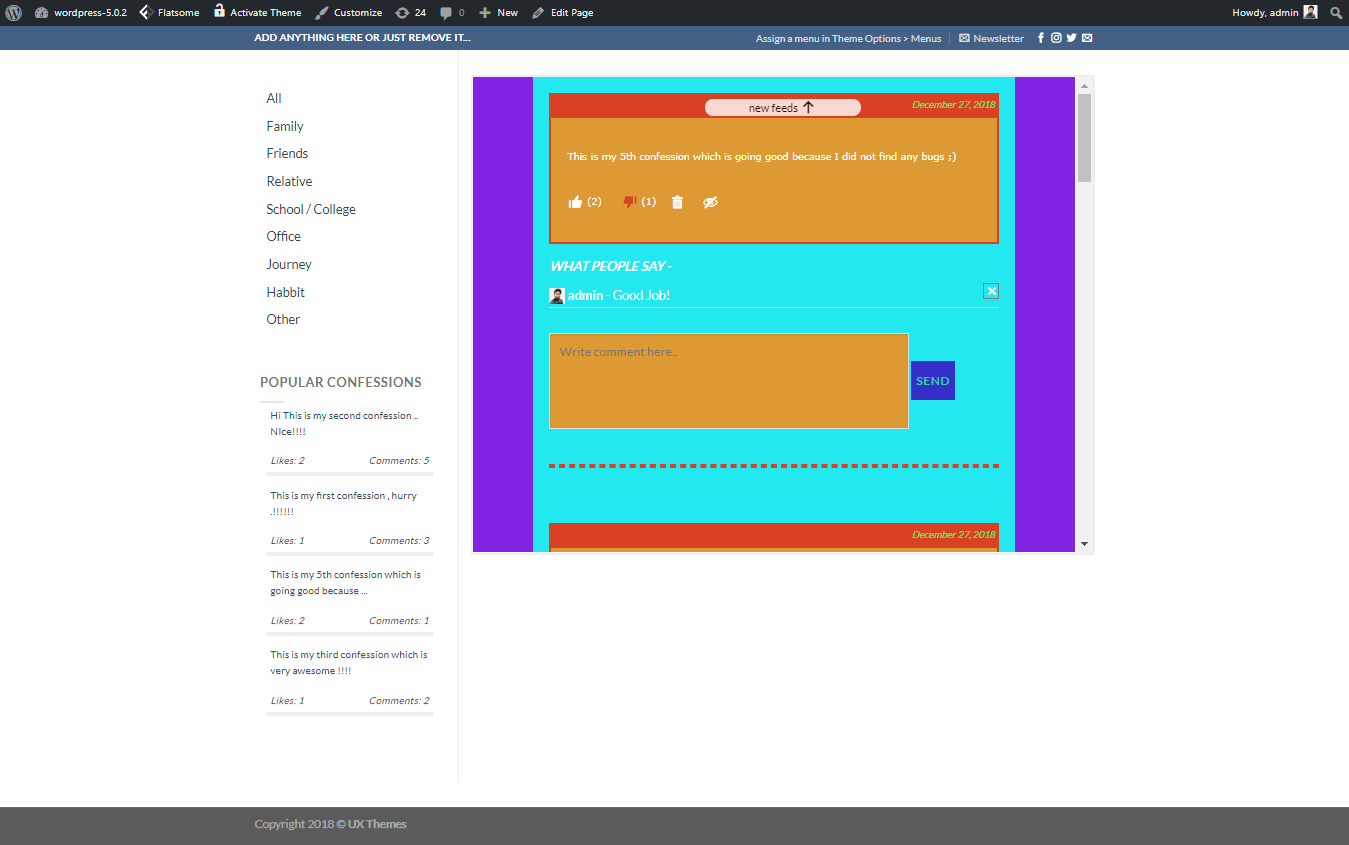 wordpress-5.0.2 Flatsome Activate Theme Customize 24 0 New Edit Page Howdy, admin
ADD ANYTHING HERE OR JUST REMOVE IT... Assign a menu in Theme Options > Menus Newsletter
All
Family
Friends
Relative
School / College
Office
Journey
Habbit
Other
POPULAR CONFESSIONS
Hi This is my second confession ..
NIce!!!!
Likes: 2 Comments: 5
This is my first confession , hurry
.!!!!!!
Likes: 1 Comments: 3
This is my 5th confession which is
going good because ...
Likes: 2 Comments: 1
This is my third confession which is
very awesome !!!!
Likes: 1 Comments: 2
new feeds December 27, 2018
This is my 5th confession which is going good because I did not find any bugs ;)
(2) (1)
WHAT PEOPLE SAY -
admin - Good Job!
Write comment here..
SEND
December 27, 2018
Copyright 2018 © UX Themes